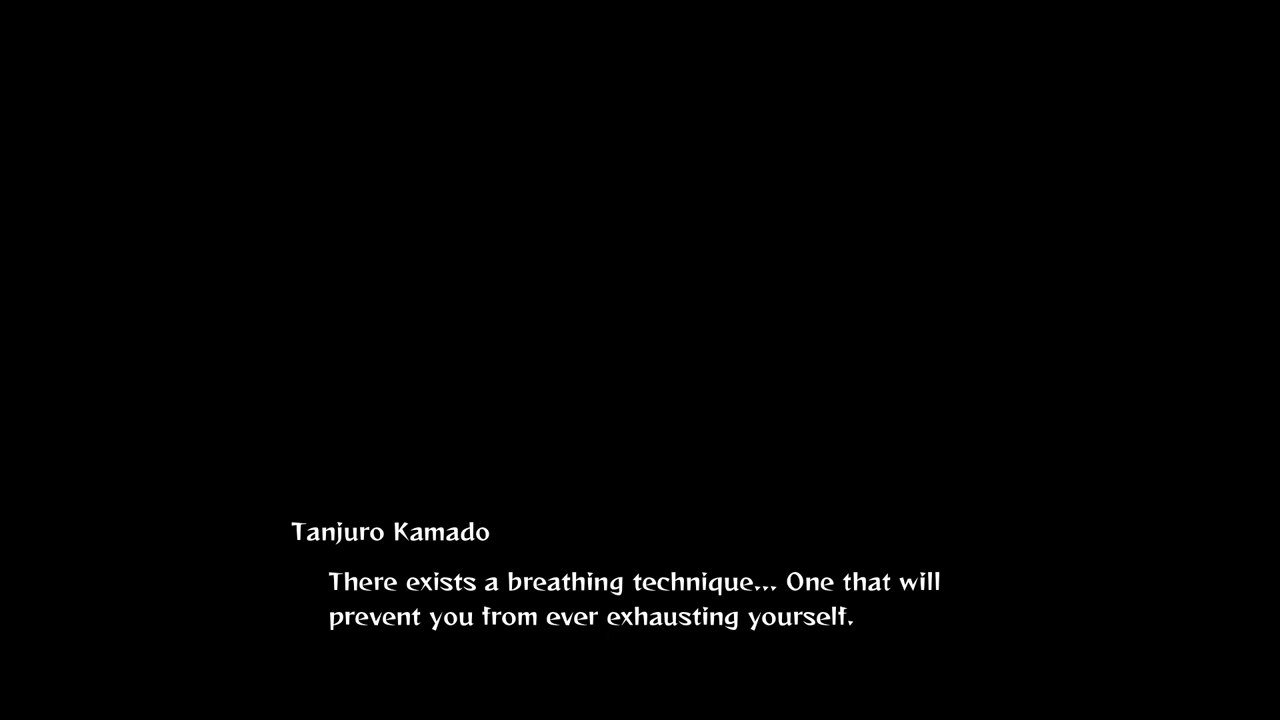 Tanjuro Kamado
There exists a breathing technique... One that will
prevent you from ever exhausting yourself.